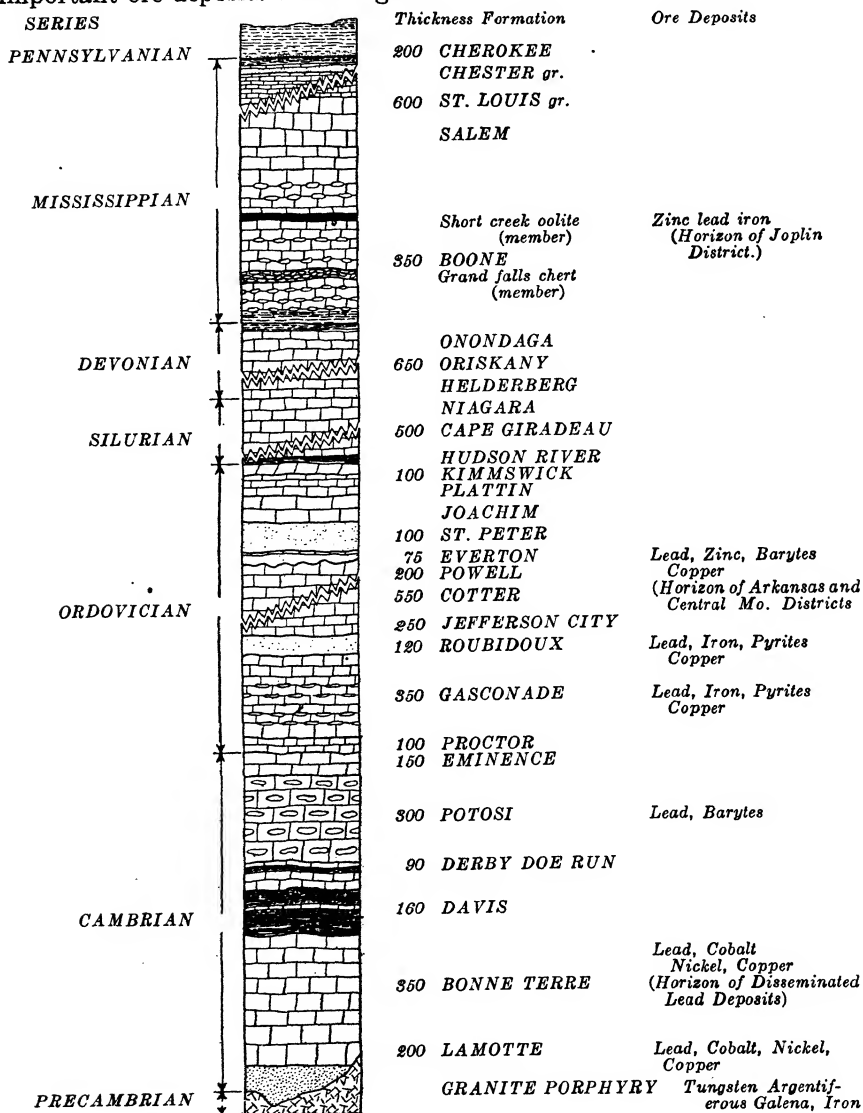 SERIES Thickness Formation Ore Deposits
PENNSYLVANIAN 200 CHEROKEE
CHESTER gr.
600 ST. LOUIS gr.
SALEM
MISSISSIPPIAN
Short creek oolite Zinc lead iron
(member) (Horizon of Joplin
District.)
350 BOONE
Grand falls chert
(member)
ONONDAGA
DEVONIAN 650 ORISKANY
HELDERBERG
NIAGARA
SILURIAN 500 CAPE GIRADEAU
HUDSON RIVER
100 KIMMSWICK
PLATTIN
JOACHIM
100 ST. PETER
75 EVERTON Lead, Zinc, Barytes
200 POWELL Copper
550 COTTER (Horizon of Arkansas and
Central Mo. Districts
ORDOVICIAN
250 JEFFERSON CITY
120 ROUBIDOUX Lead, Iron, Pyrites
Copper
350 GASCONADE Lead, Iron, Pyrites
Copper
100 PROCTOR
150 EMINENCE
300 POTOSI Lead, Barytes
90 DERBY DOE RUN
CAMBRIAN 160 DAVIS
Lead, Cobalt
Nickel, Copper
350 BONNE TERRE (Horizon of Disseminated
Lead Deposits)
200 LAMOTTE Lead, Cobalt, Nickel,
Copper
PRECAMBRIAN GRANITE PORPHYRY Tungsten Argentif-
erous Galena, Iron